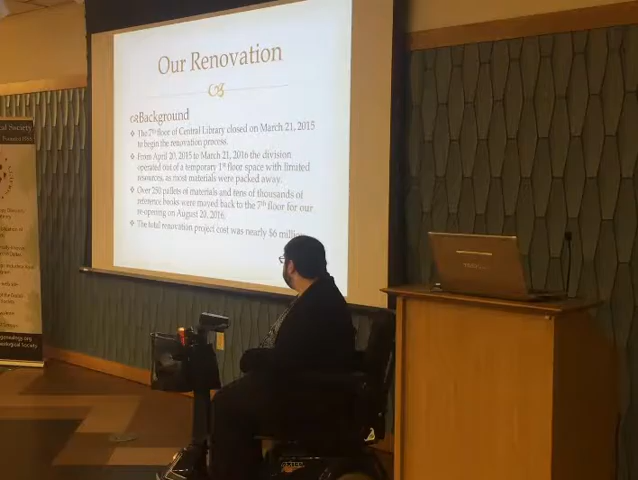 Our Renovation
Background
The 7th floor of Central Library closed on March 21, 2015
to begin the renovation process.
From April 20, 2015 to March 21, 2016 the division
operated out of a temporary 1st floor space with limited
resources, as most materials were packed away.
Over 250 pallets of materials and tens of thousands of
reference books were moved back to the 7th floor for our
re-opening on August 20, 2016.
The total renovation project cost was nearly $6
Society